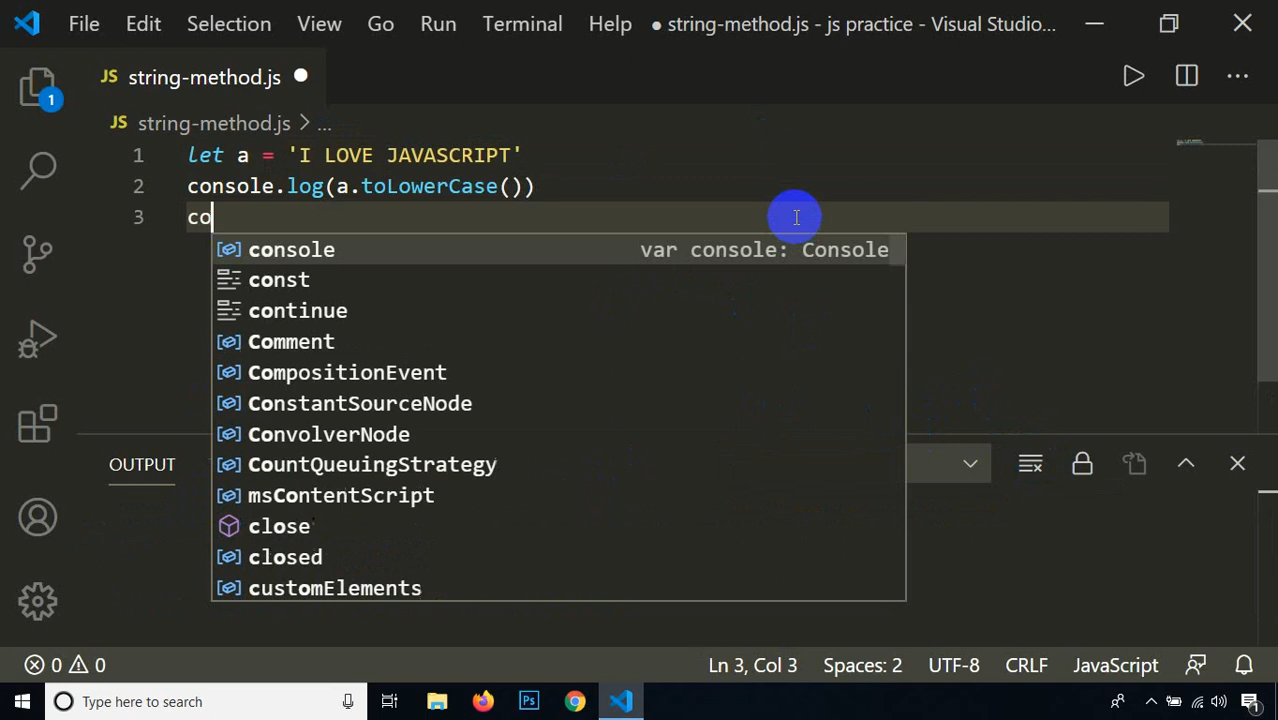 File Edit Selection View Go Run Terminal Help ● string-method.js - js practice - Visual Studio...
JS string-method.js
JS string-method.js > ...
1 let a = 'I LOVE JAVASCRIPT'
2 console.log(a.toLowerCase())
3 co
console var console: Console
const
continue
Comment
CompositionEvent
ConstantSourceNode
ConvolverNode
CountQueuingStrategy
msContentScript
close
closed
customElements
1
OUTPUT
0 0 Ln 3, Col 3 Spaces: 2 UTF-8 CRLF JavaScript
Type here to search Ps 1